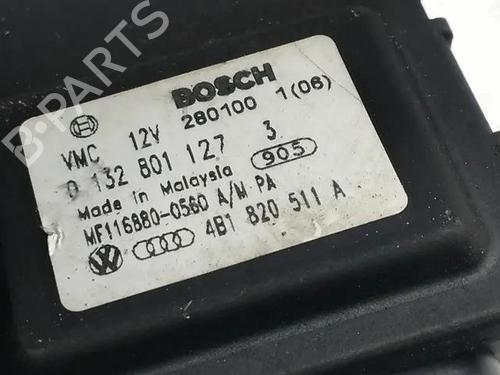 B-PARTS
BOSCH
VMC 12V 280100 1(06)
0 132 801 127 3
Made in Malaysia 905
MF116880-0560 A/M PA
4B1 820 511 A